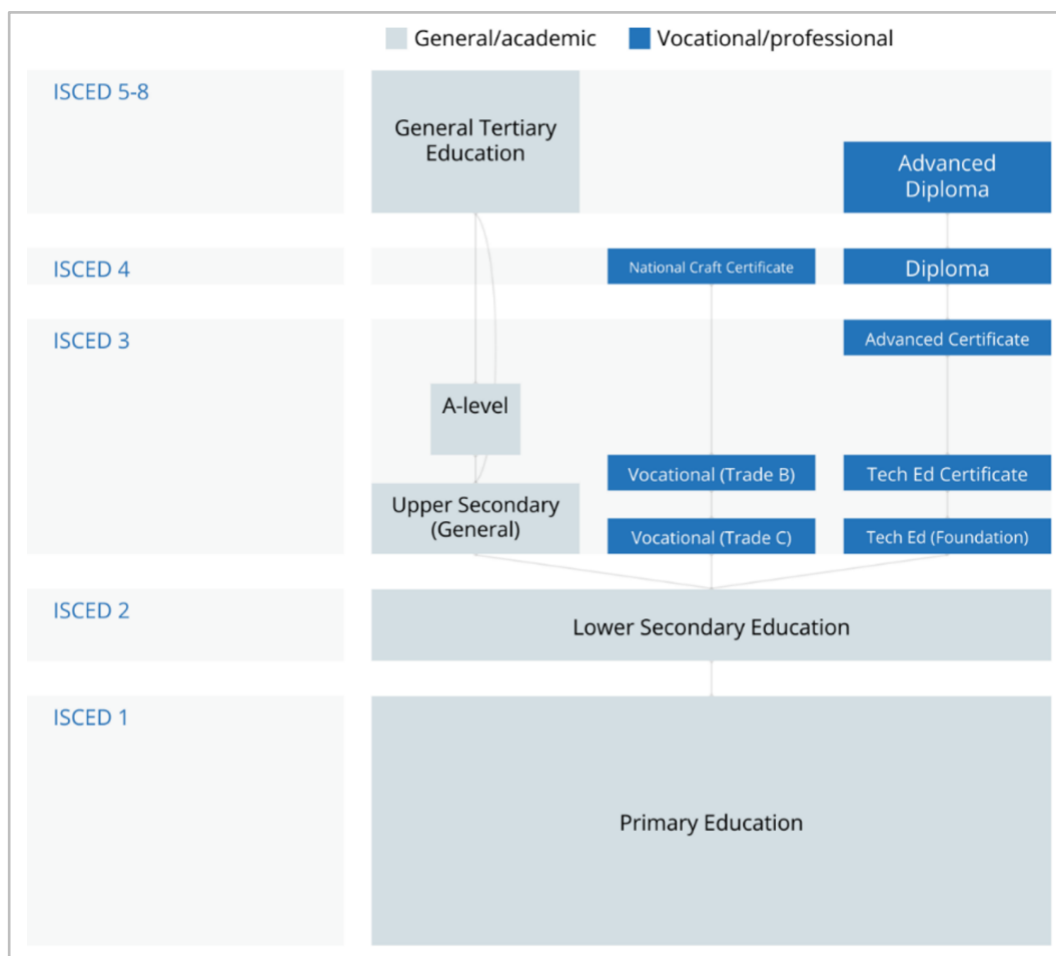 General/academic
Vocational/professional
ISCED 5-8
General Tertiary
Education
Advanced
Diploma
ISCED 4
National Craft Certificate
Diploma
ISCED 3
Advanced Certificate
A-level
Vocational (Trade B)
Tech Ed Certificate
Upper Secondary
(General)
Vocational (Trade C)
Tech Ed (Foundation)
ISCED 2
Lower Secondary Education
ISCED 1
Primary Education